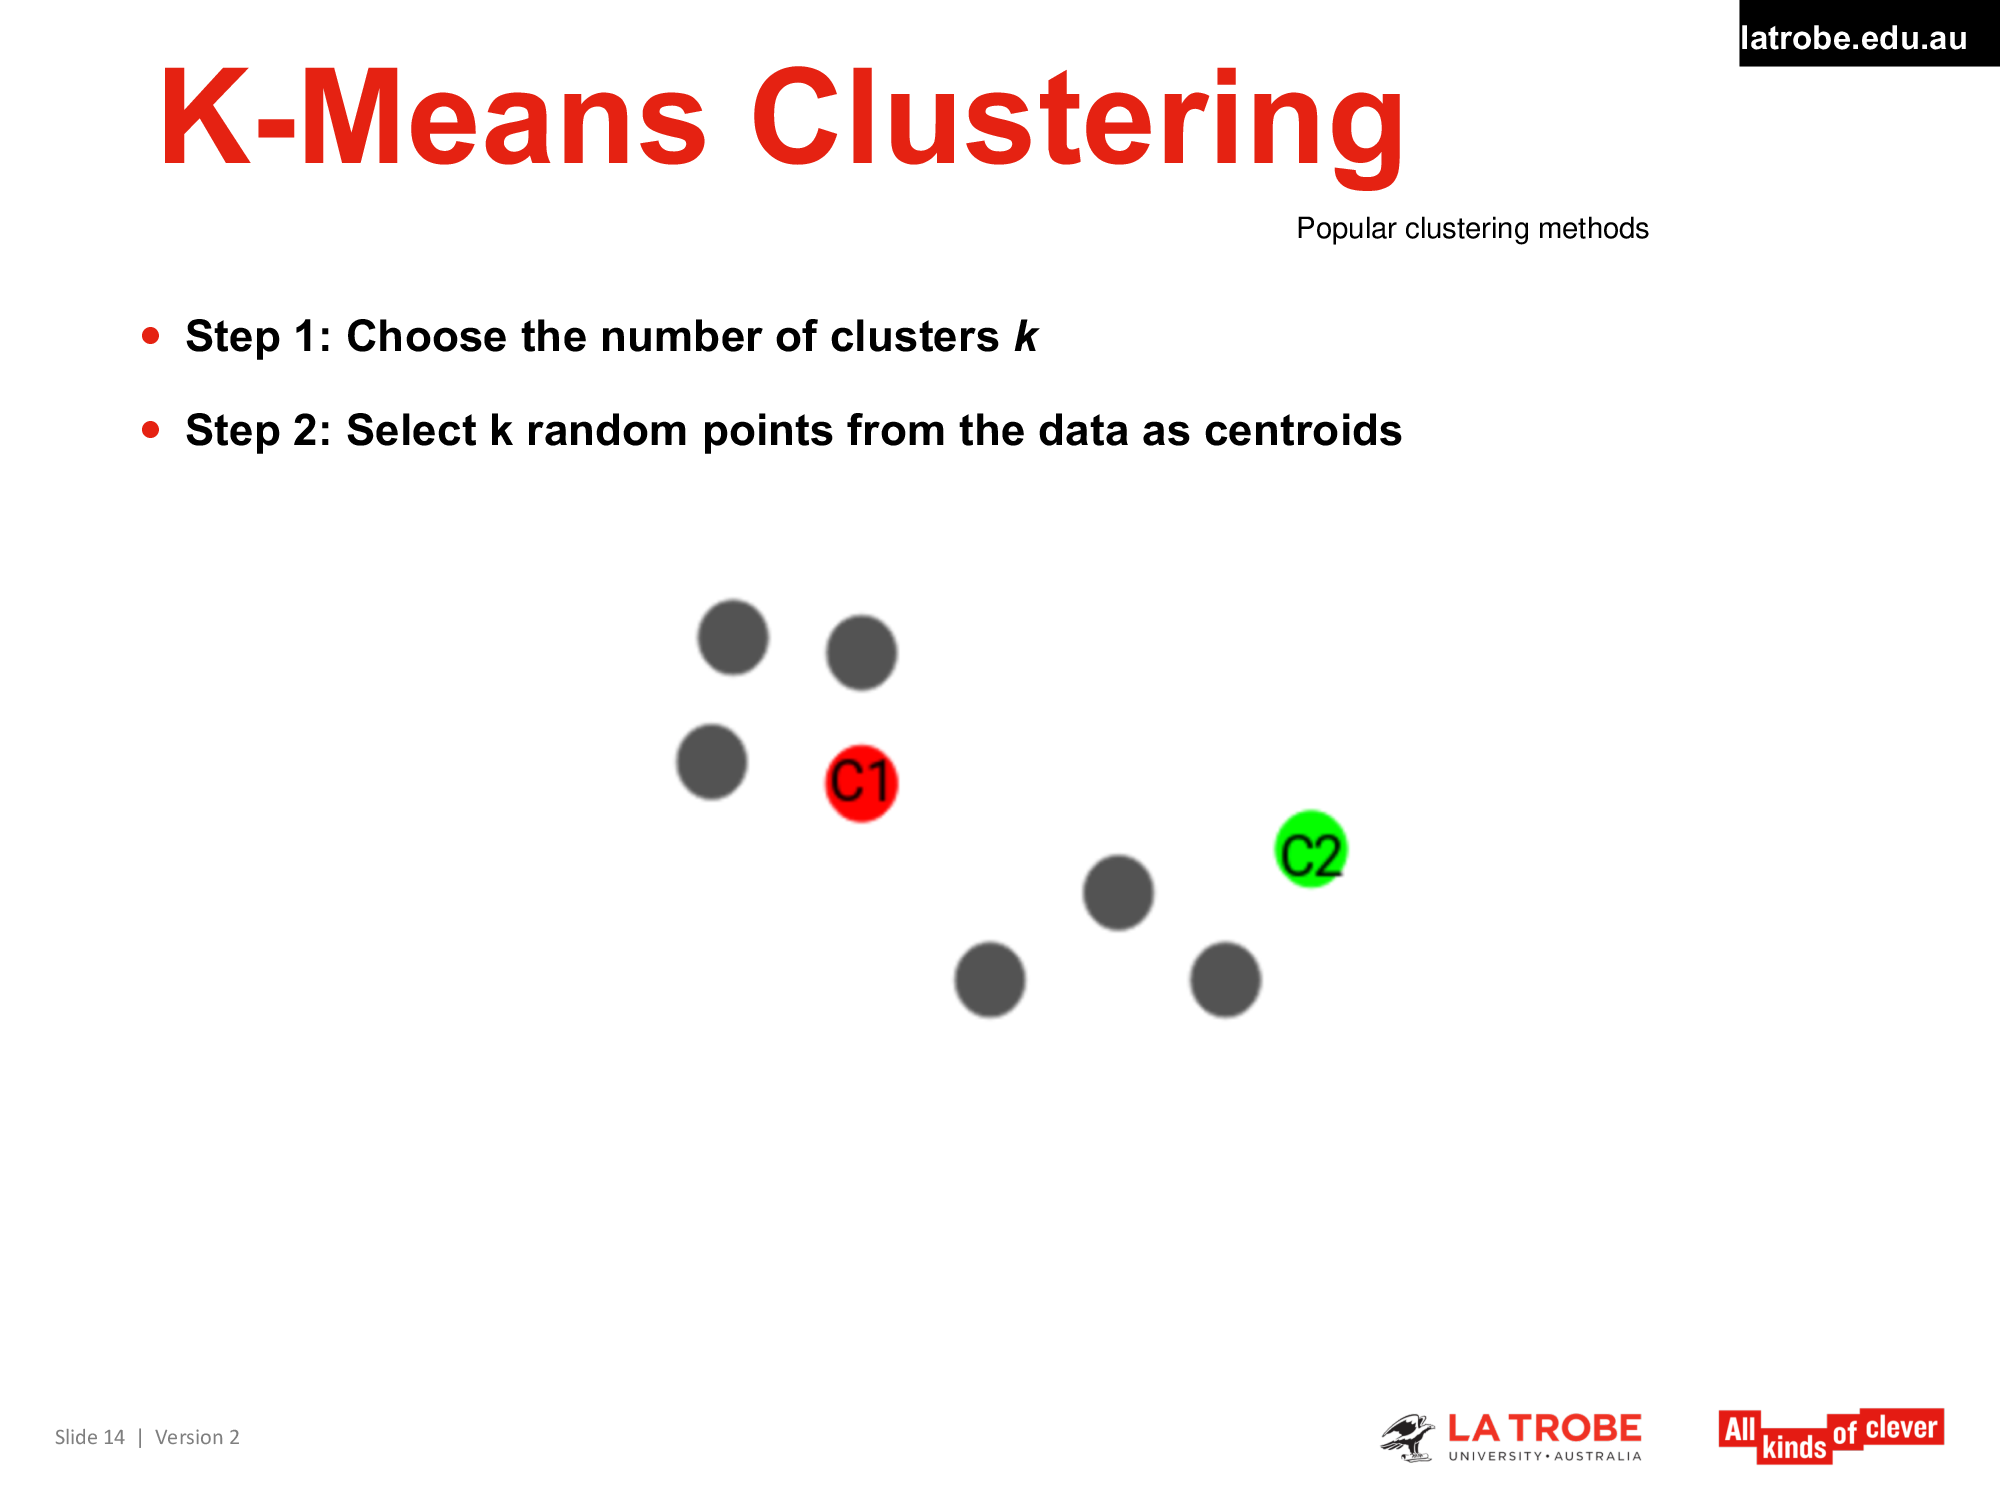 latrobe.edu.au
K-Means Clustering
Popular clustering methods
Step 1: Choose the number of clusters k
Step 2: Select k random points from the data as centroids
C1
C2
Slide 14 | Version 2
LA TROBE
UNIVERSITY • AUSTRALIA
All kinds of clever